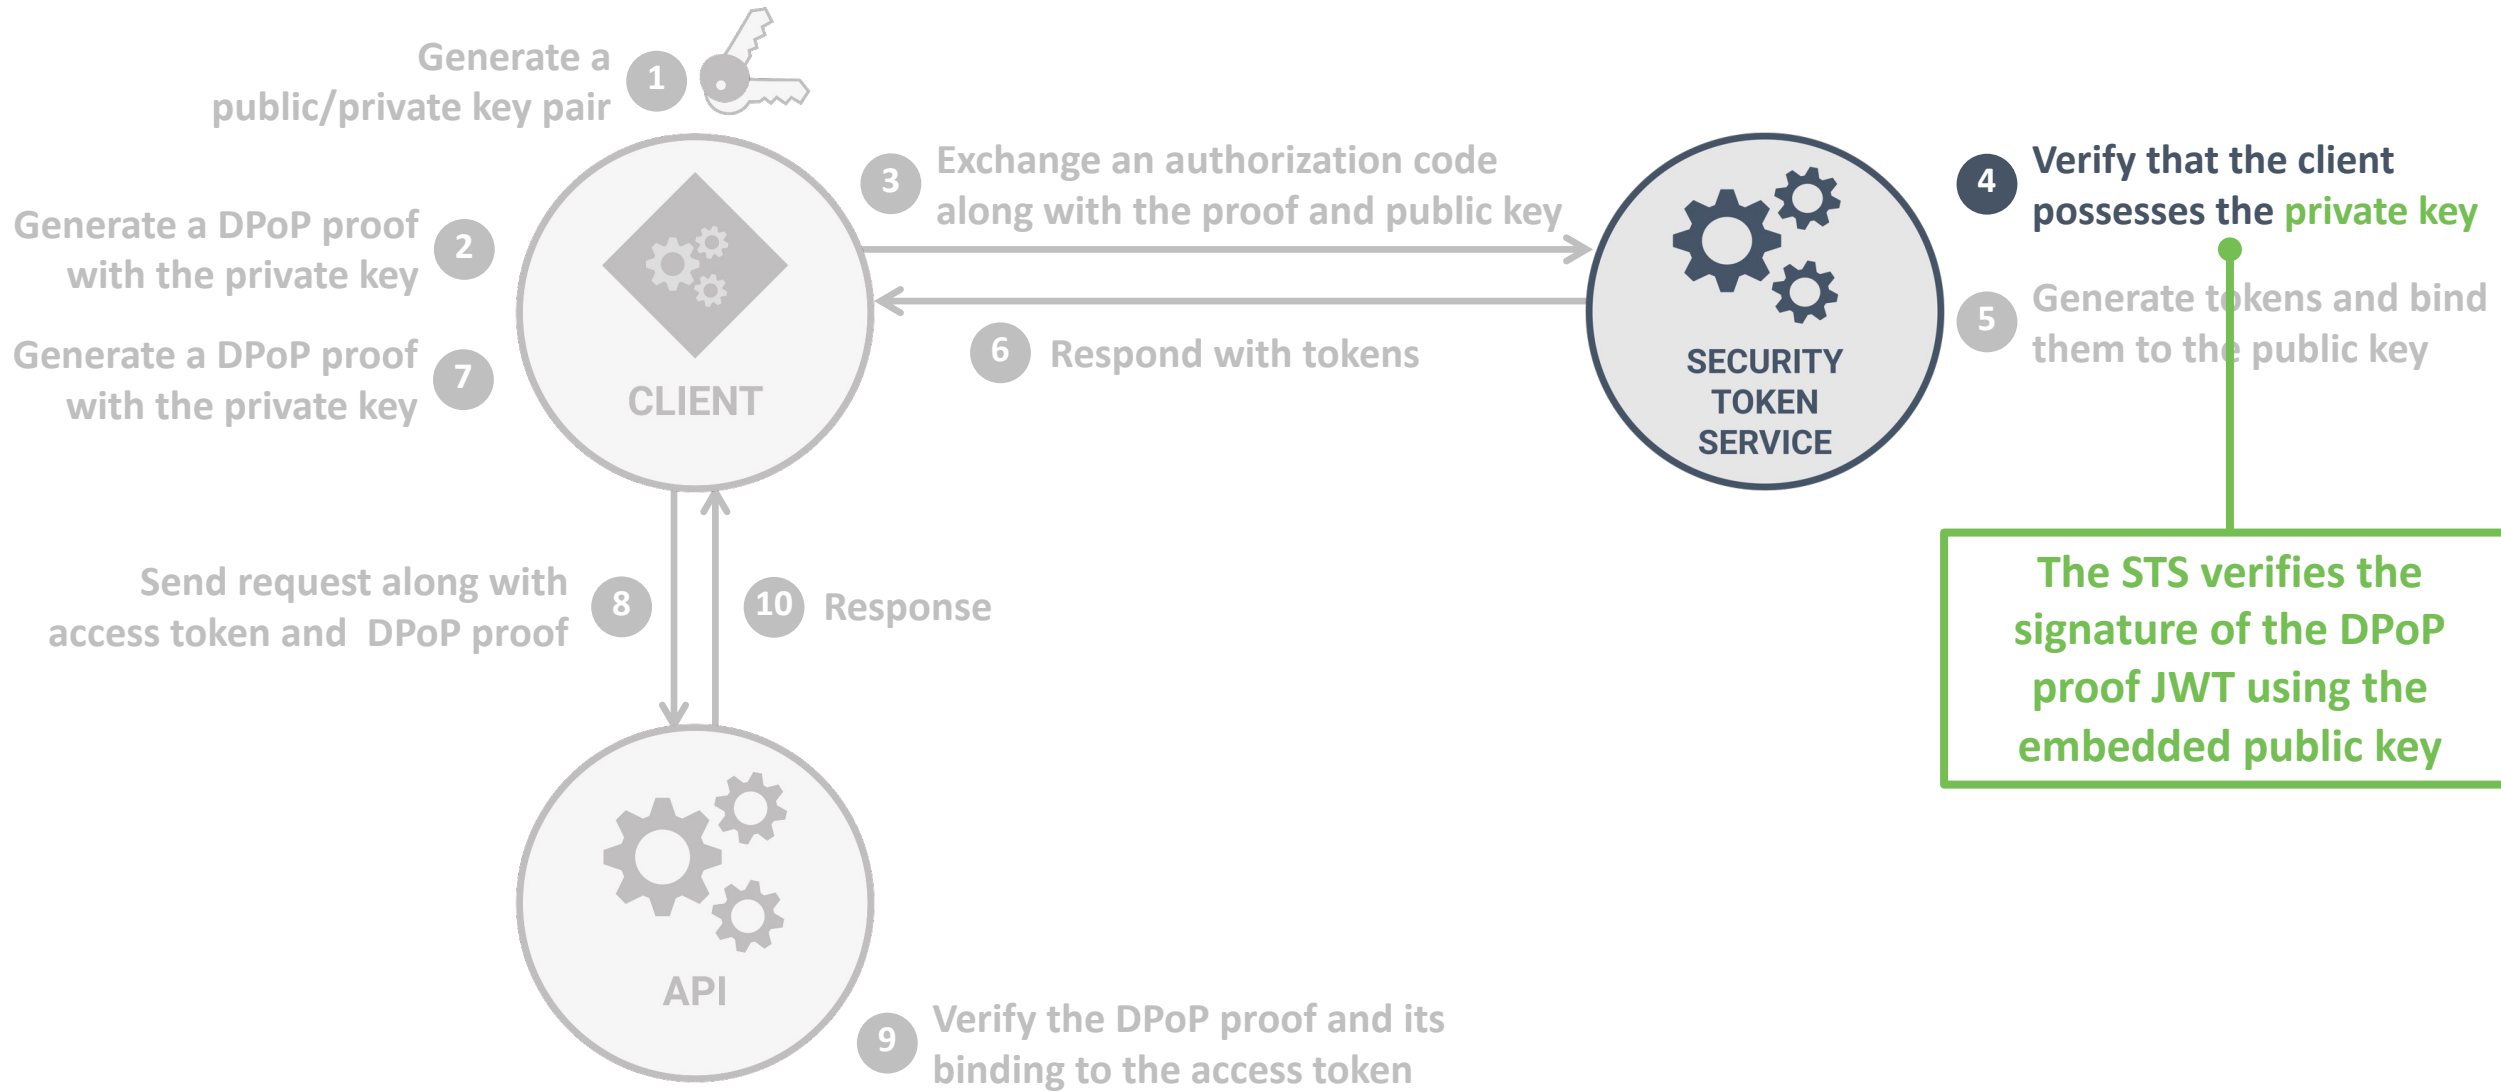 Generate a
public/private key pair
1
3
Exchange an authorization code
along with the proof and public key
4
Verify that the client
possesses the private key
Generate a DPoP proof
with the private key
2
5
Generate tokens and bind
them to the public key
6
Respond with tokens
Generate a DPoP proof
with the private key
7
CLIENT
SECURITY
TOKEN
SERVICE
The STS verifies the
signature of the DPoP
proof JWT using the
embedded public key
Send request along with
access token and DPoP proof
8
10
Response
API
9
Verify the DPoP proof and its
binding to the access token